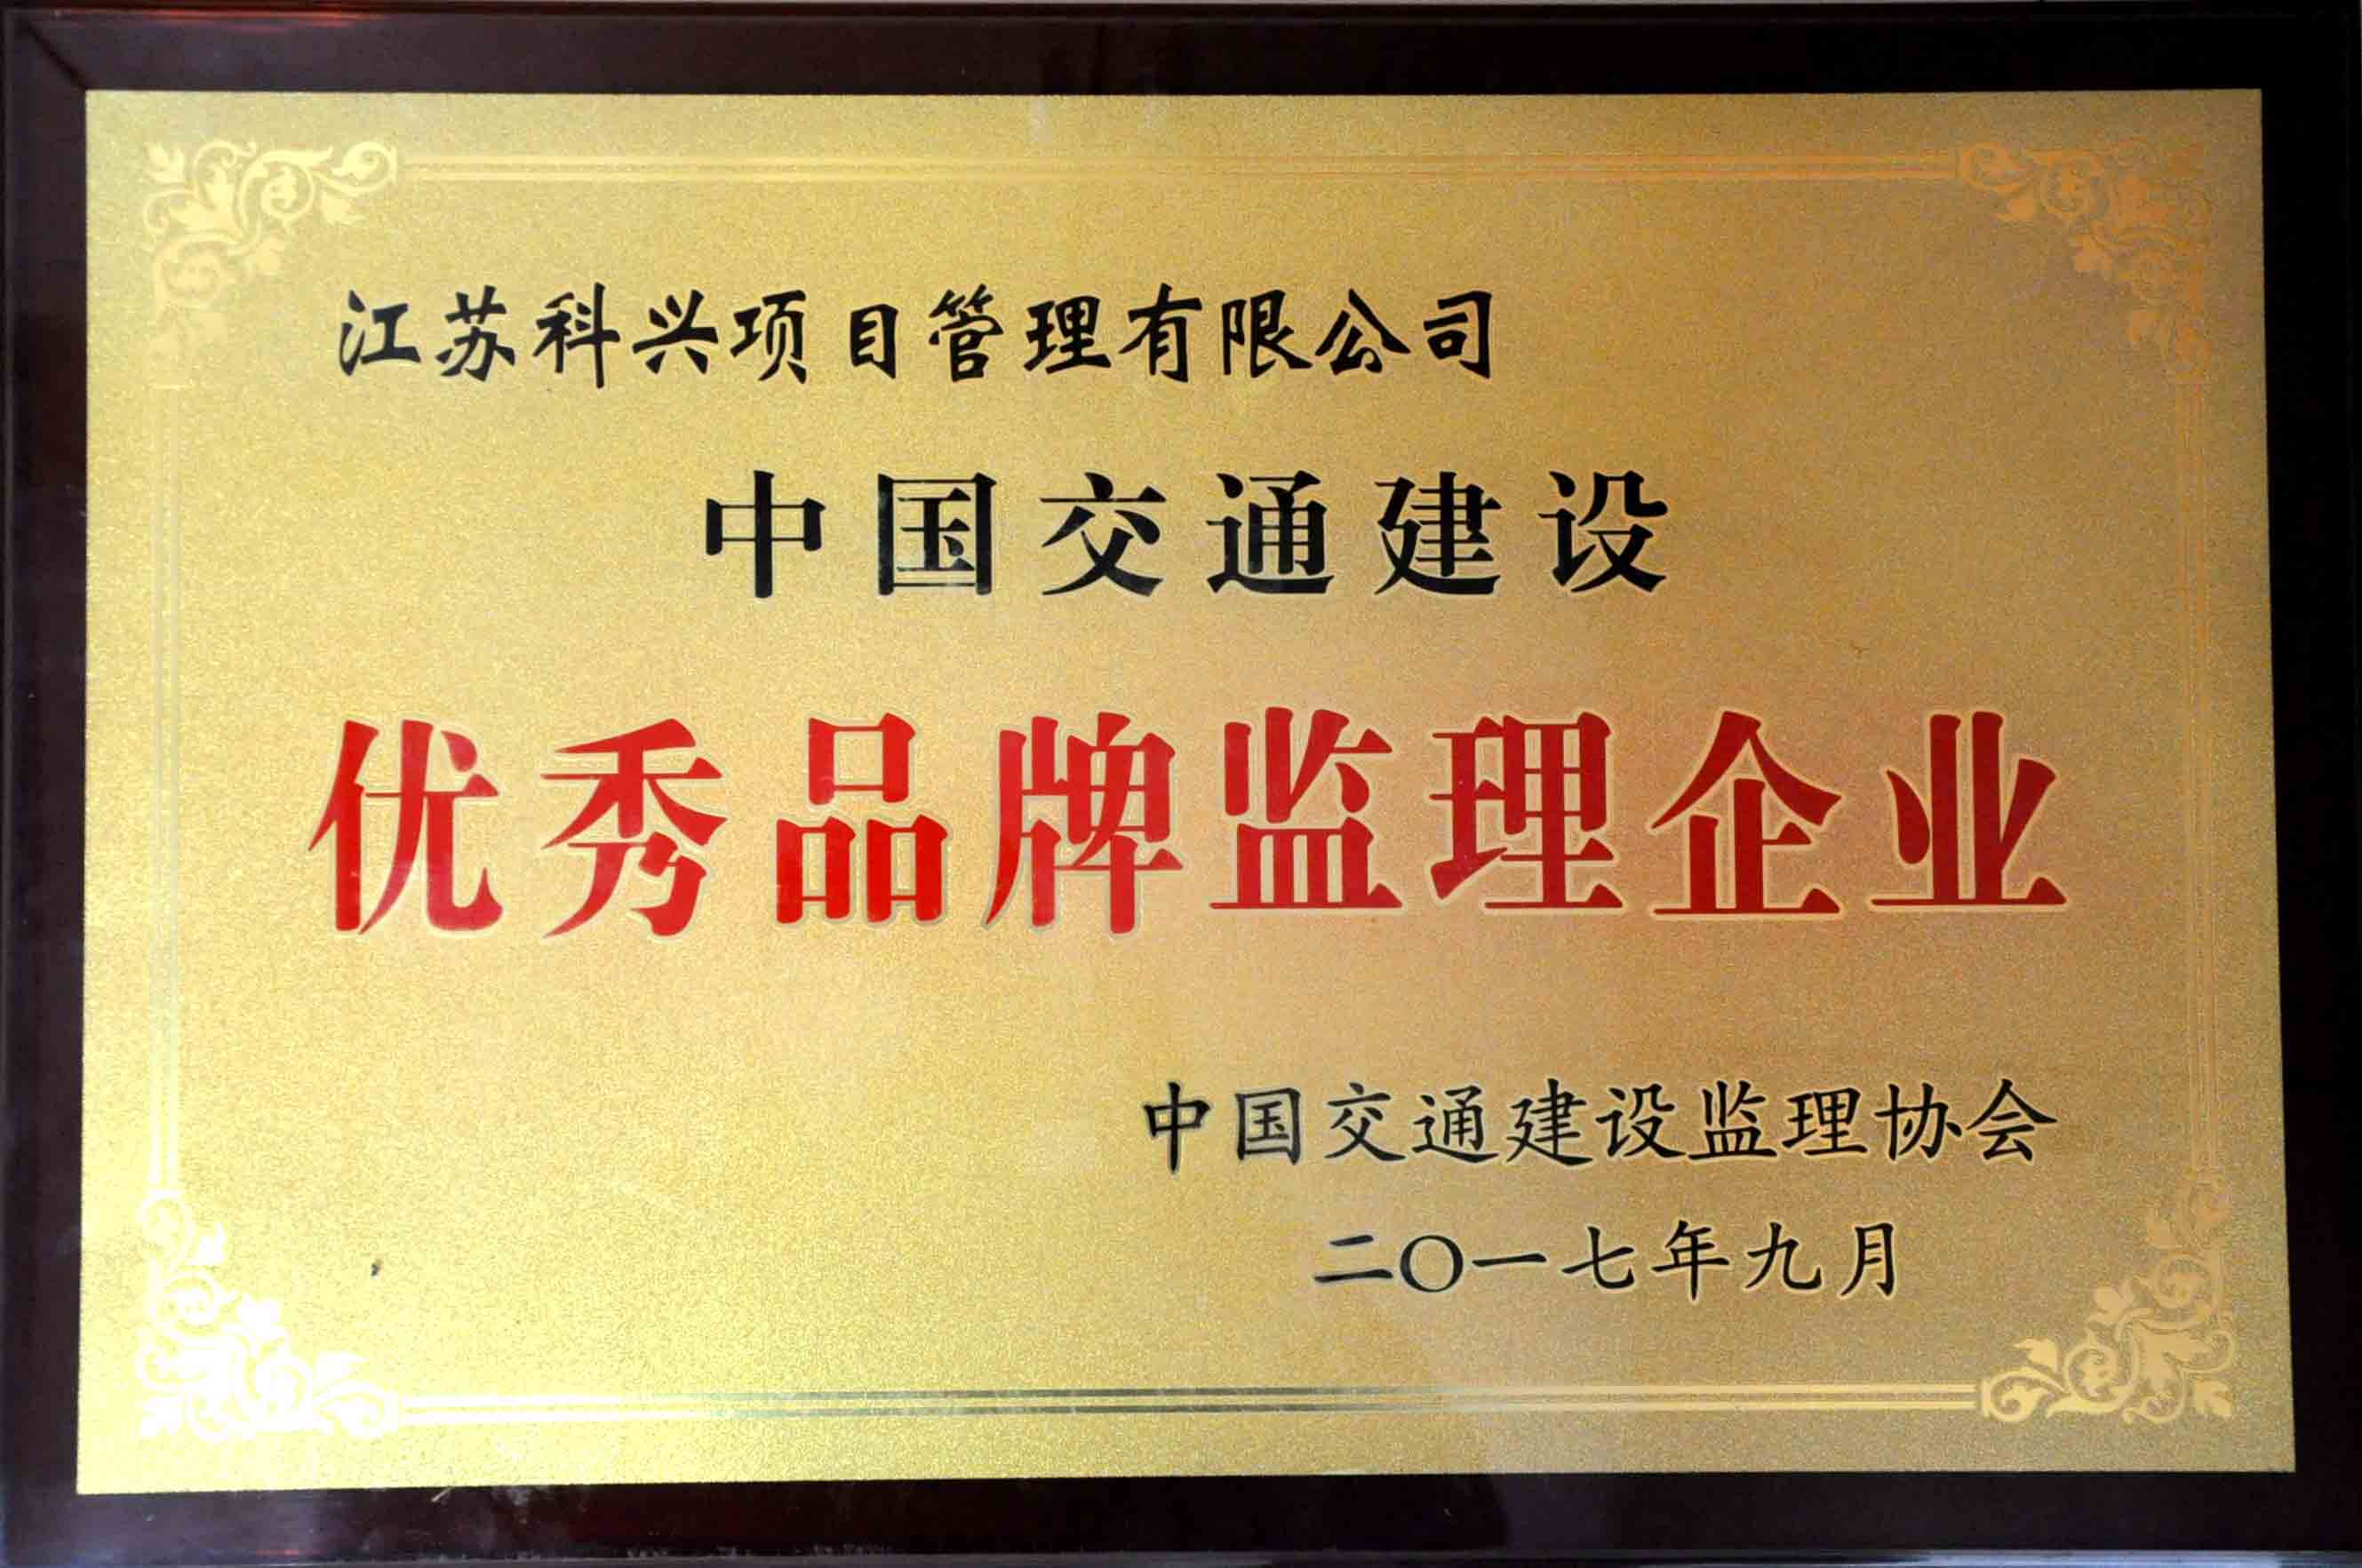 江苏科兴项目管理有限公司
中国交通建设
优秀品牌监理企业
中国交通建设监理协会
二〇一七年九月